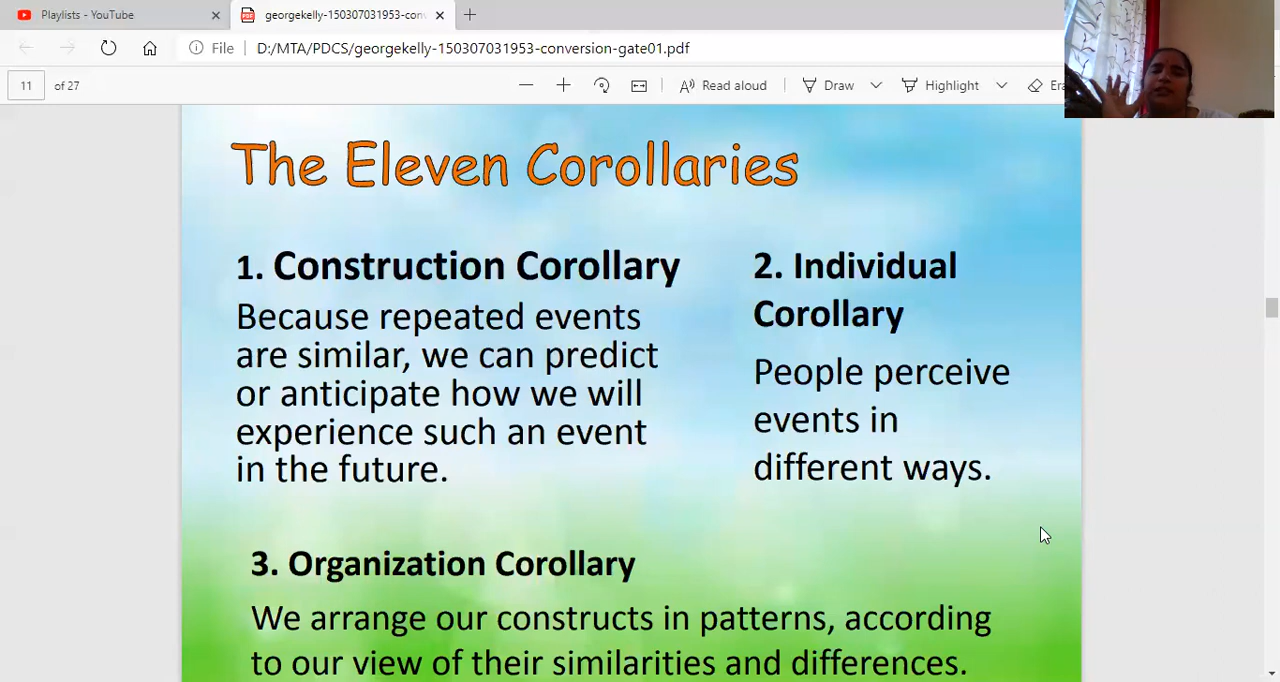 Playlists - YouTube
georgekelly-150307031953-con
File
D:/MTA/PDCS/georgekelly-150307031953-conversion-gate01.pdf
11 of 27
Read aloud
Draw
Highlight
The Eleven Corollaries
1. Construction Corollary
Because repeated events
are similar, we can predict
or anticipate how we will
experience such an event
in the future.
2. Individual
Corollary
People perceive
events in
different ways.
3. Organization Corollary
We arrange our constructs in patterns, according
to our view of their similarities and differences.